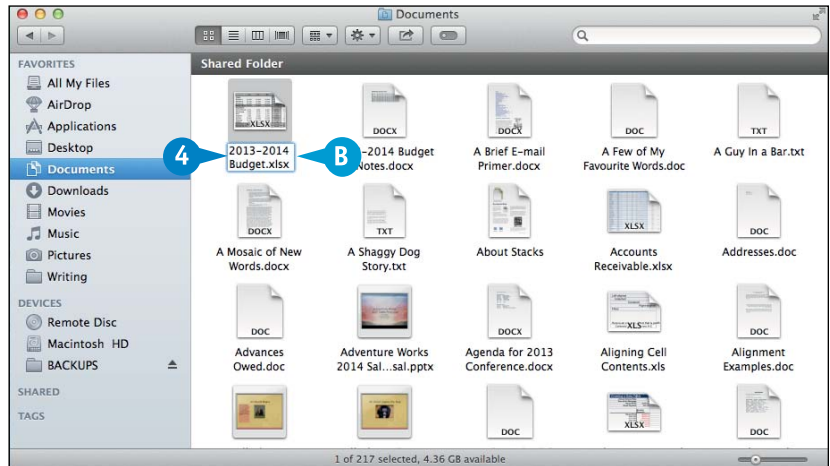 Documents
FAVORITES
All My Files
AirDrop
Applications
Desktop
Documents
Downloads
Movies
Music
Pictures
Writing
DEVICES
Remote Disc
Macintosh HD
BACKUPS
SHARED
TAGS
Shared Folder
XLSX
DOCX
DOCX
DOC
TXT
4
2013-2014
Budget.xlsx
B
-2014 Budget
Notes.docx
A Brief E-mail
Primer.docx
A Few of My
Favourite Words.doc
A Guy In a Bar.txt
DOCX
TXT
XLSX
DOC
A Mosaic of New
Words.docx
A Shaggy Dog
Story.txt
About Stacks
Accounts
Receivable.xlsx
Addresses.doc
DOC
DOCX
XLS
DOC
Advances
Owed.doc
Adventure Works
2014 Sal...sal.pptx
Agenda for 2013
Conference.docx
Aligning Cell
Contents.xls
Alignment
Examples.doc
DOC
XLSX
DOC
1 of 217 selected, 4.36 GB available